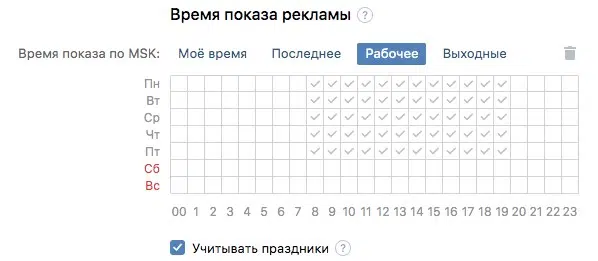 Время показа рекламы ?
Время показа по MSK: Моё время Последнее Рабочее Выходные
Пн
Вт
Ср
Чт
Пт
Сб
Вс
00 1 2 3 4 5 6 7 8 9 10 11 12 13 14 15 16 17 18 19 20 21 22 23
Учитывать праздники ?